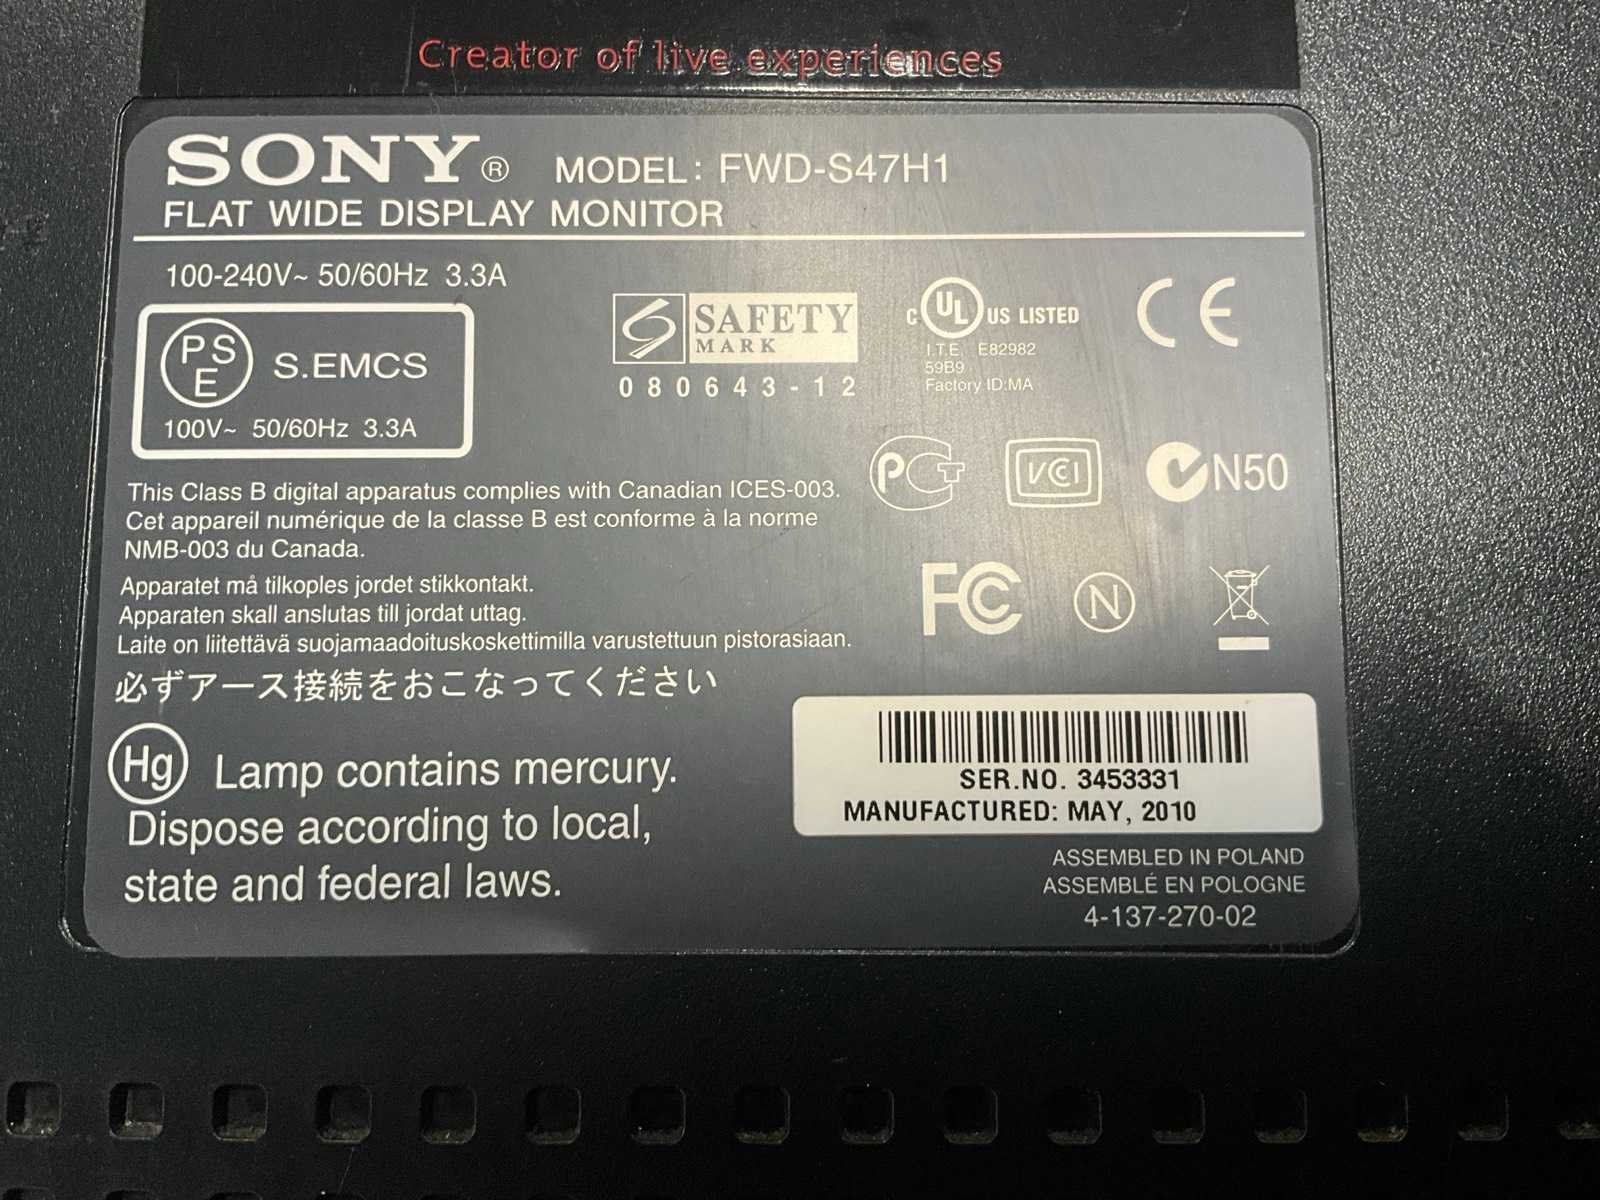 Creator of live experiences
SONY® MODEL: FWD-S47H1
FLAT WIDE DISPLAY MONITOR
100-240V~ 50/60Hz 3.3A
PSE S.EMCS
100V~ 50/60Hz 3.3A
SAFETY
MARK
080643-12
C UL US LISTED
I.T.E. E82982
59B9
Factory ID:MA
CE
PCT
VCI
N50
FC
N
This Class B digital apparatus complies with Canadian ICES-003.
Cet appareil numérique de la classe B est conforme à la norme
NMB-003 du Canada.
Apparatet må tilkoples jordet stikkontakt.
Apparaten skall anslutas till jordat uttag.
Laite on liitettävä suojamaadoituskoskettimilla varustettuun pistorasiaan.
必ずアース接続をおこなってください
Hg Lamp contains mercury.
Dispose according to local,
state and federal laws.
SER.NO. 3453331
MANUFACTURED: MAY, 2010
ASSEMBLED IN POLAND
ASSEMBLÉ EN POLOGNE
4-137-270-02